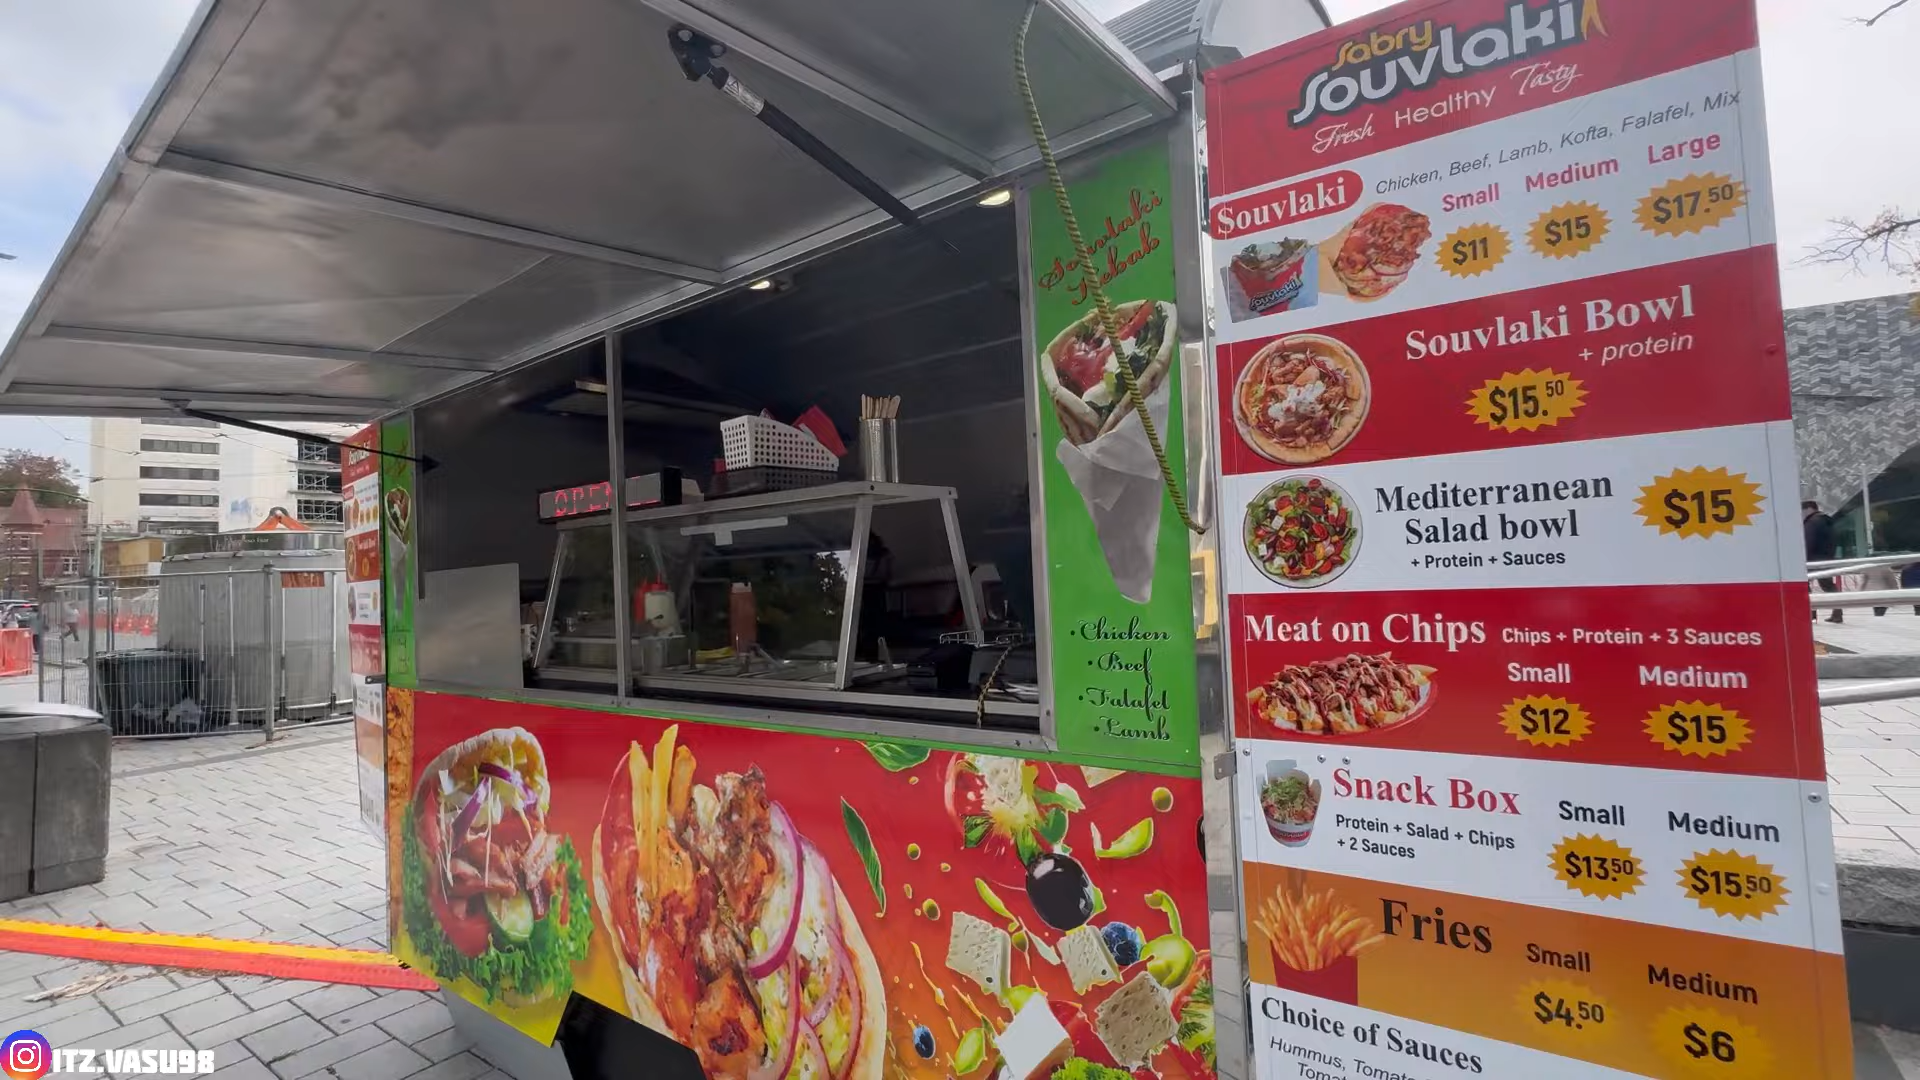 Sabry
Souvlaki
Fresh Healthy Tasty
Chicken, Beef, Lamb, Kofta, Falafel, Mix
Souvlaki
Small Medium Large
$11 $15 $17.50
Souvlaki Bowl
+ protein
$15.50
Mediterranean
Salad bowl
+ Protein + Sauces
$15
Meat on Chips Chips + Protein + 3 Sauces
Small Medium
$12 $15
Snack Box
Protein + Salad + Chips
+ 2 Sauces
Small Medium
$13.50 $15.50
Fries
Small Medium
$4.50 $6
Choice of Sauces
Hummus,
Souvlaki
Kebab
• Chicken
• Beef
• Falafel
• Lamb
OPEN
Souvlaki
ITZ.VASU98